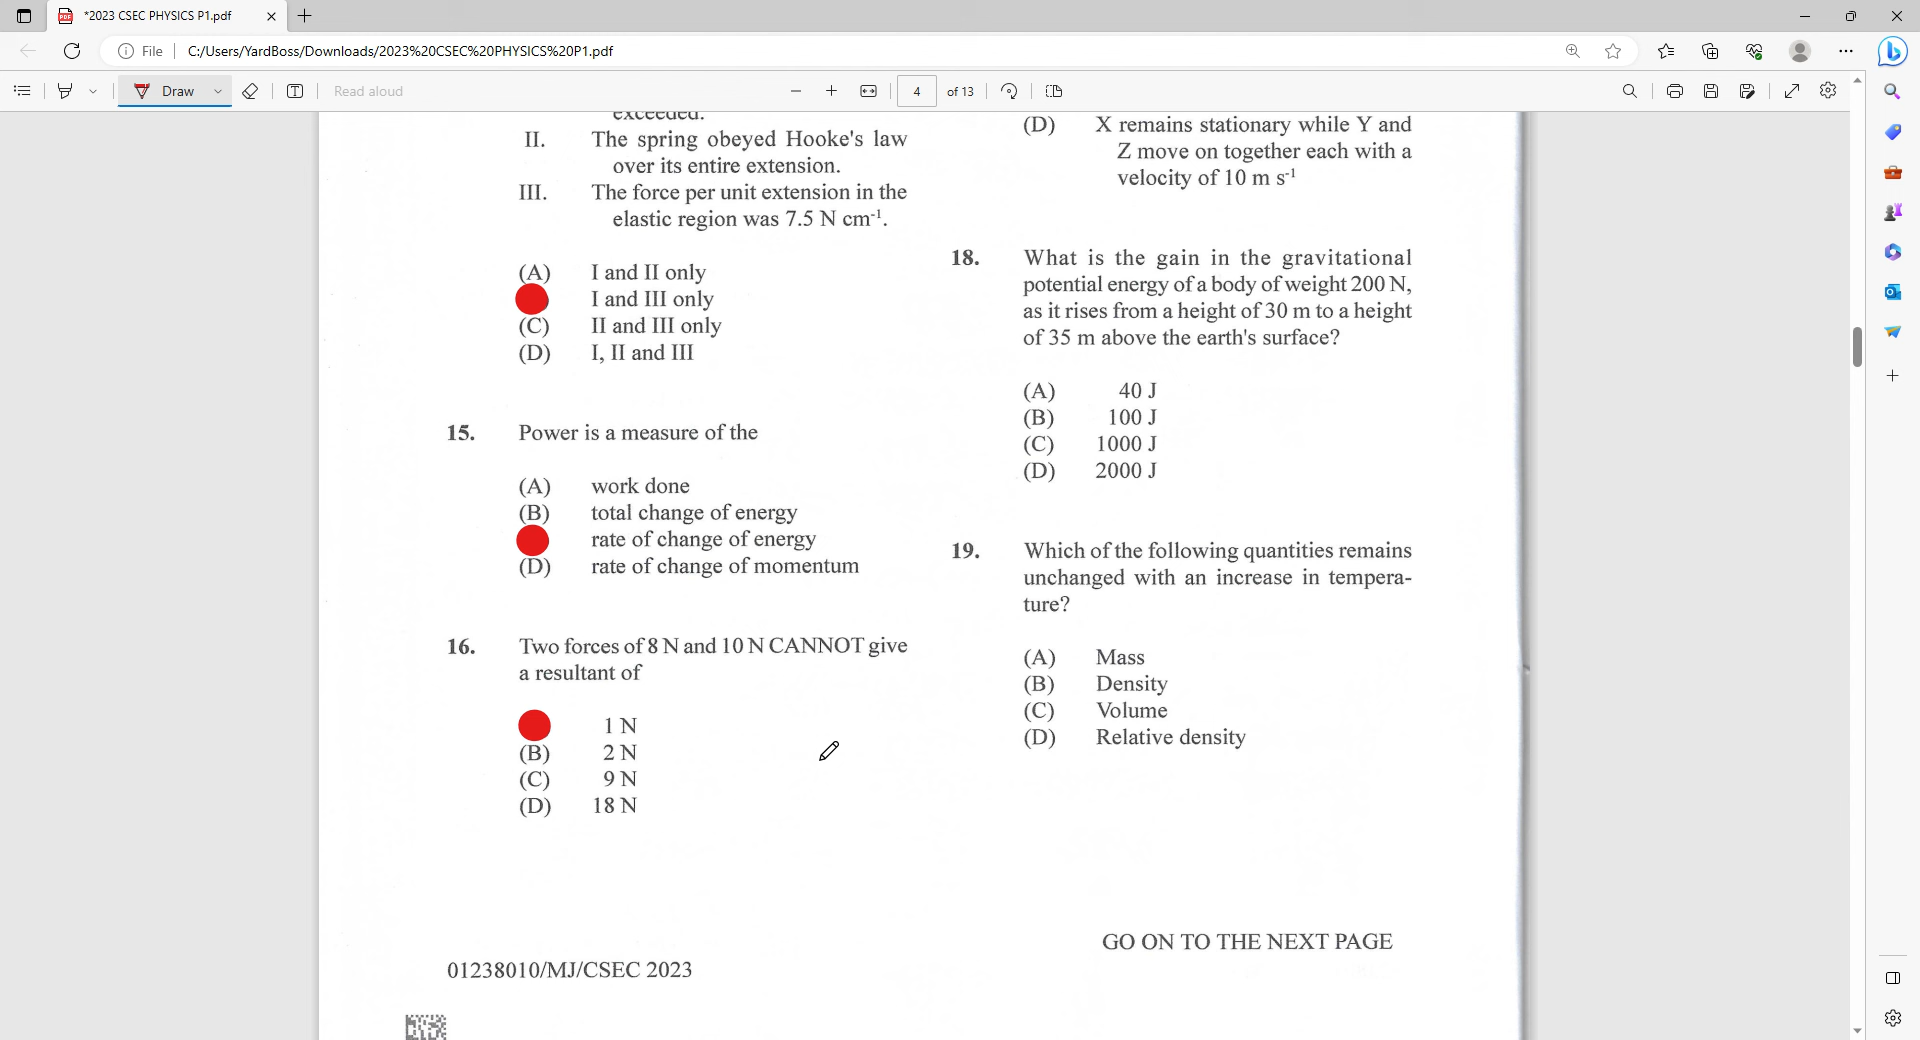 *2023 CSEC PHYSICS P1.pdf
File
C:/Users/YardBoss/Downloads/2023%20CSEC%20PHYSICS%20P1.pdf
Draw
Read aloud
4
of 13
exceeded.
II. The spring obeyed Hooke's law
over its entire extension.
III. The force per unit extension in the
elastic region was 7.5 N cm⁻¹.
(A) I and II only
I and III only
(C) II and III only
(D) I, II and III
15. Power is a measure of the
(A) work done
(B) total change of energy
rate of change of energy
(D) rate of change of momentum
16. Two forces of 8 N and 10 N CANNOT give
a resultant of
1 N
(B) 2 N
(C) 9 N
(D) 18 N
01238010/MJ/CSEC 2023
(D) X remains stationary while Y and
Z move on together each with a
velocity of 10 m s⁻¹
18. What is the gain in the gravitational
potential energy of a body of weight 200 N,
as it rises from a height of 30 m to a height
of 35 m above the earth's surface?
(A) 40 J
(B) 100 J
(C) 1000 J
(D) 2000 J
19. Which of the following quantities remains
unchanged with an increase in tempera-
ture?
(A) Mass
(B) Density
(C) Volume
(D) Relative density
GO ON TO THE NEXT PAGE